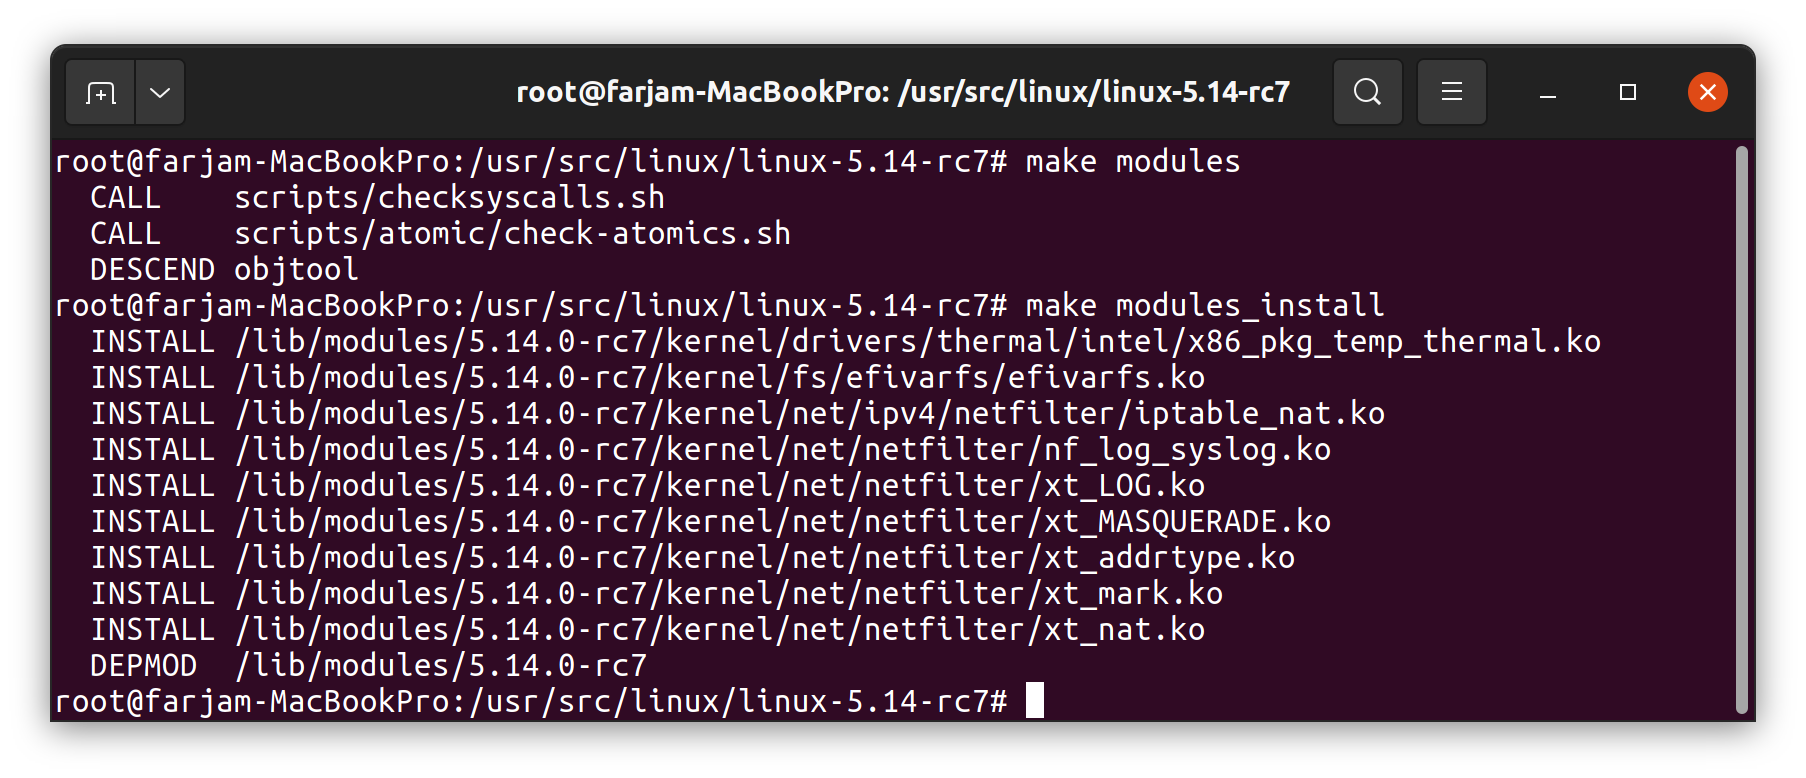 root@farjam-MacBookPro: /usr/src/linux/linux-5.14-rc7
root@farjam-MacBookPro:/usr/src/linux/linux-5.14-rc7# make modules
  CALL    scripts/checksyscalls.sh
  CALL    scripts/atomic/check-atomics.sh
  DESCEND objtool
root@farjam-MacBookPro:/usr/src/linux/linux-5.14-rc7# make modules_install
  INSTALL /lib/modules/5.14.0-rc7/kernel/drivers/thermal/intel/x86_pkg_temp_thermal.ko
  INSTALL /lib/modules/5.14.0-rc7/kernel/fs/efivarfs/efivarfs.ko
  INSTALL /lib/modules/5.14.0-rc7/kernel/net/ipv4/netfilter/iptable_nat.ko
  INSTALL /lib/modules/5.14.0-rc7/kernel/net/netfilter/nf_log_syslog.ko
  INSTALL /lib/modules/5.14.0-rc7/kernel/net/netfilter/xt_LOG.ko
  INSTALL /lib/modules/5.14.0-rc7/kernel/net/netfilter/xt_MASQUERADE.ko
  INSTALL /lib/modules/5.14.0-rc7/kernel/net/netfilter/xt_addrtype.ko
  INSTALL /lib/modules/5.14.0-rc7/kernel/net/netfilter/xt_mark.ko
  INSTALL /lib/modules/5.14.0-rc7/kernel/net/netfilter/xt_nat.ko
  DEPMOD  /lib/modules/5.14.0-rc7
root@farjam-MacBookPro:/usr/src/linux/linux-5.14-rc7#